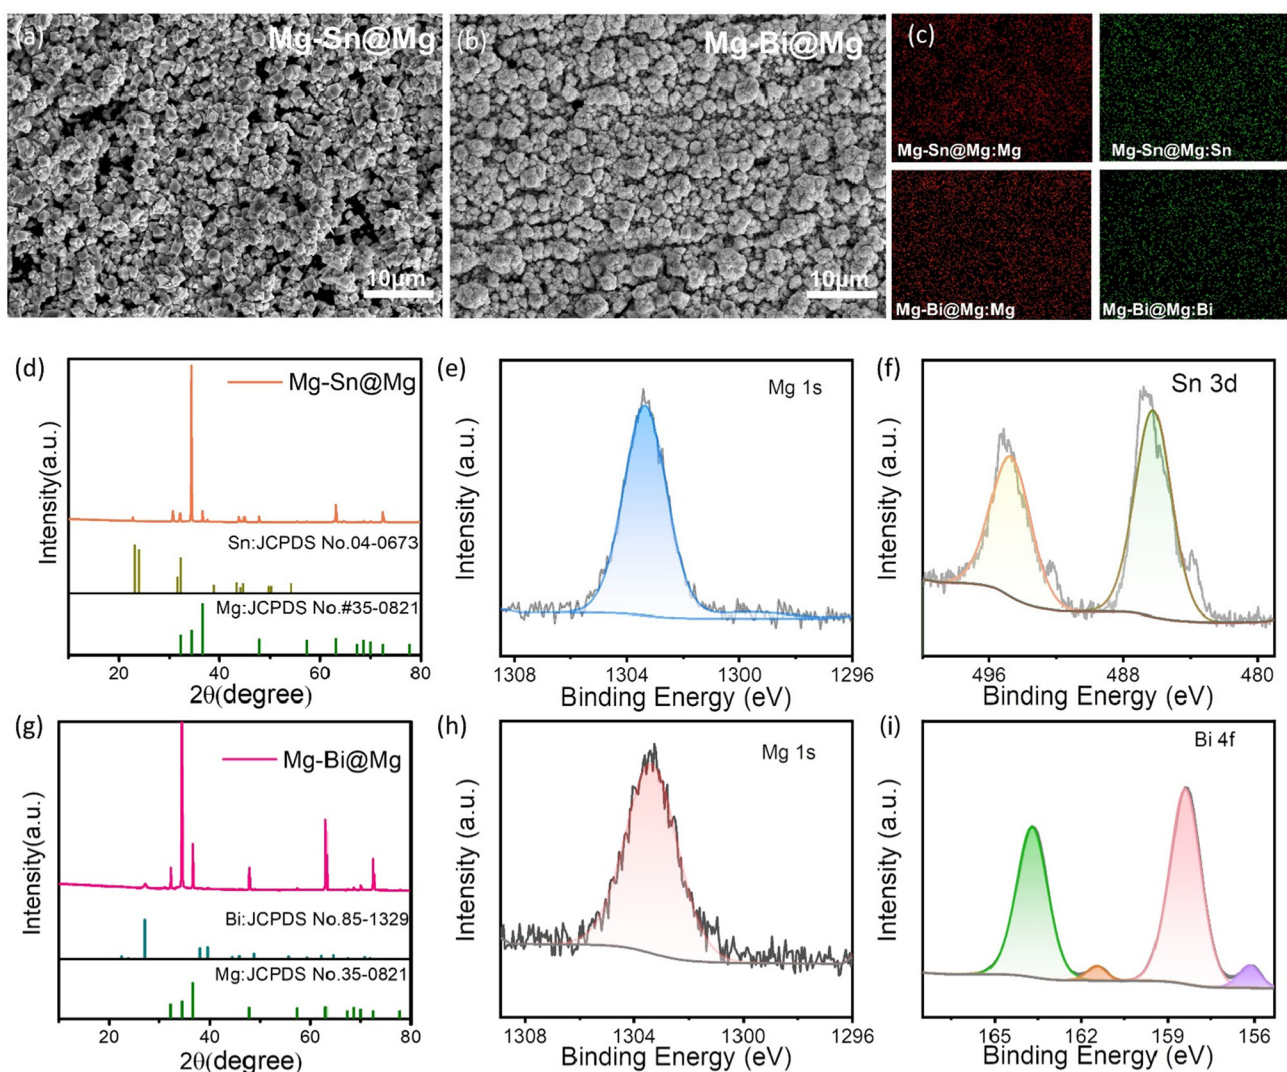 (a)
Mg-Sn@Mg
10μm
(b)
Mg-Bi@Mg
10μm
(c)
Mg-Sn@Mg:Mg
Mg-Sn@Mg:Sn
Mg-Bi@Mg:Mg
Mg-Bi@Mg:Bi
(d)
Mg-Sn@Mg
Sn:JCPDS No.04-0673
Mg:JCPDS No.#35-0821
Intensity(a.u.)
20 40 60 80
2θ(degree)
(e)
Mg 1s
Intensity (a.u.)
1308 1304 1300 1296
Binding Energy (eV)
(f)
Sn 3d
Intensity (a.u.)
496 488 480
Binding Energy (eV)
(g)
Mg-Bi@Mg
Bi:JCPDS No.85-1329
Mg:JCPDS No.35-0821
Intensity(a.u.)
20 40 60 80
2θ(degree)
(h)
Mg 1s
Intensity (a.u.)
1308 1304 1300 1296
Binding Energy (eV)
(i)
Bi 4f
Intensity (a.u.)
165 162 159 156
Binding Energy (eV)